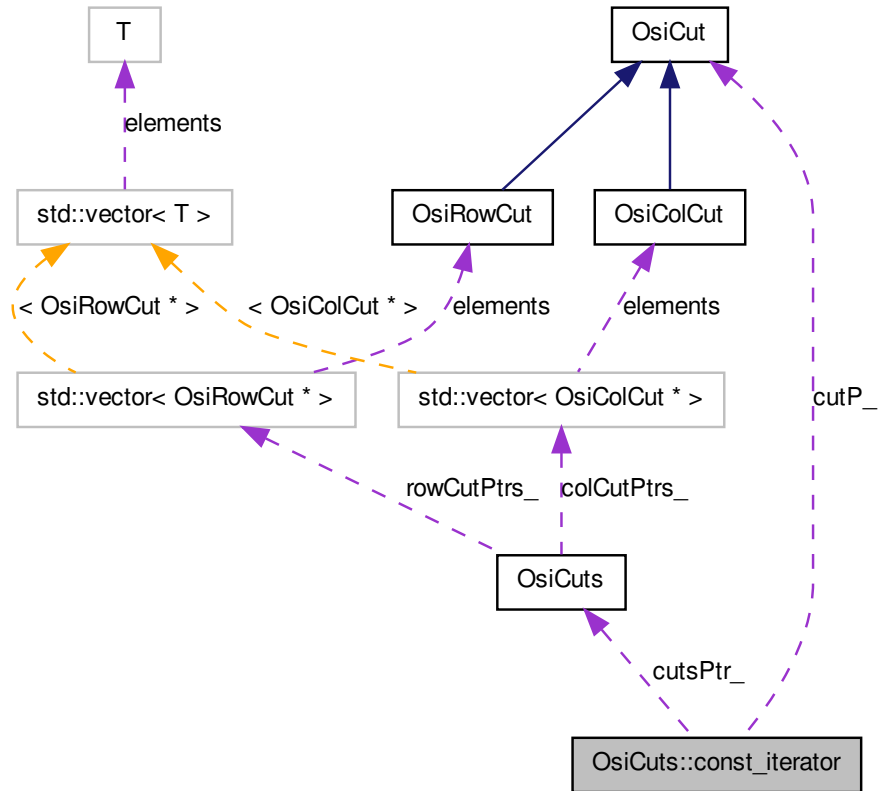 T
OsiCut
elements
std::vector< T >
OsiRowCut
OsiColCut
< OsiRowCut * >
< OsiColCut * >
elements
elements
std::vector< OsiRowCut * >
std::vector< OsiColCut * >
cutP_
rowCutPtrs_
colCutPtrs_
OsiCuts
cutsPtr_
OsiCuts::const_iterator